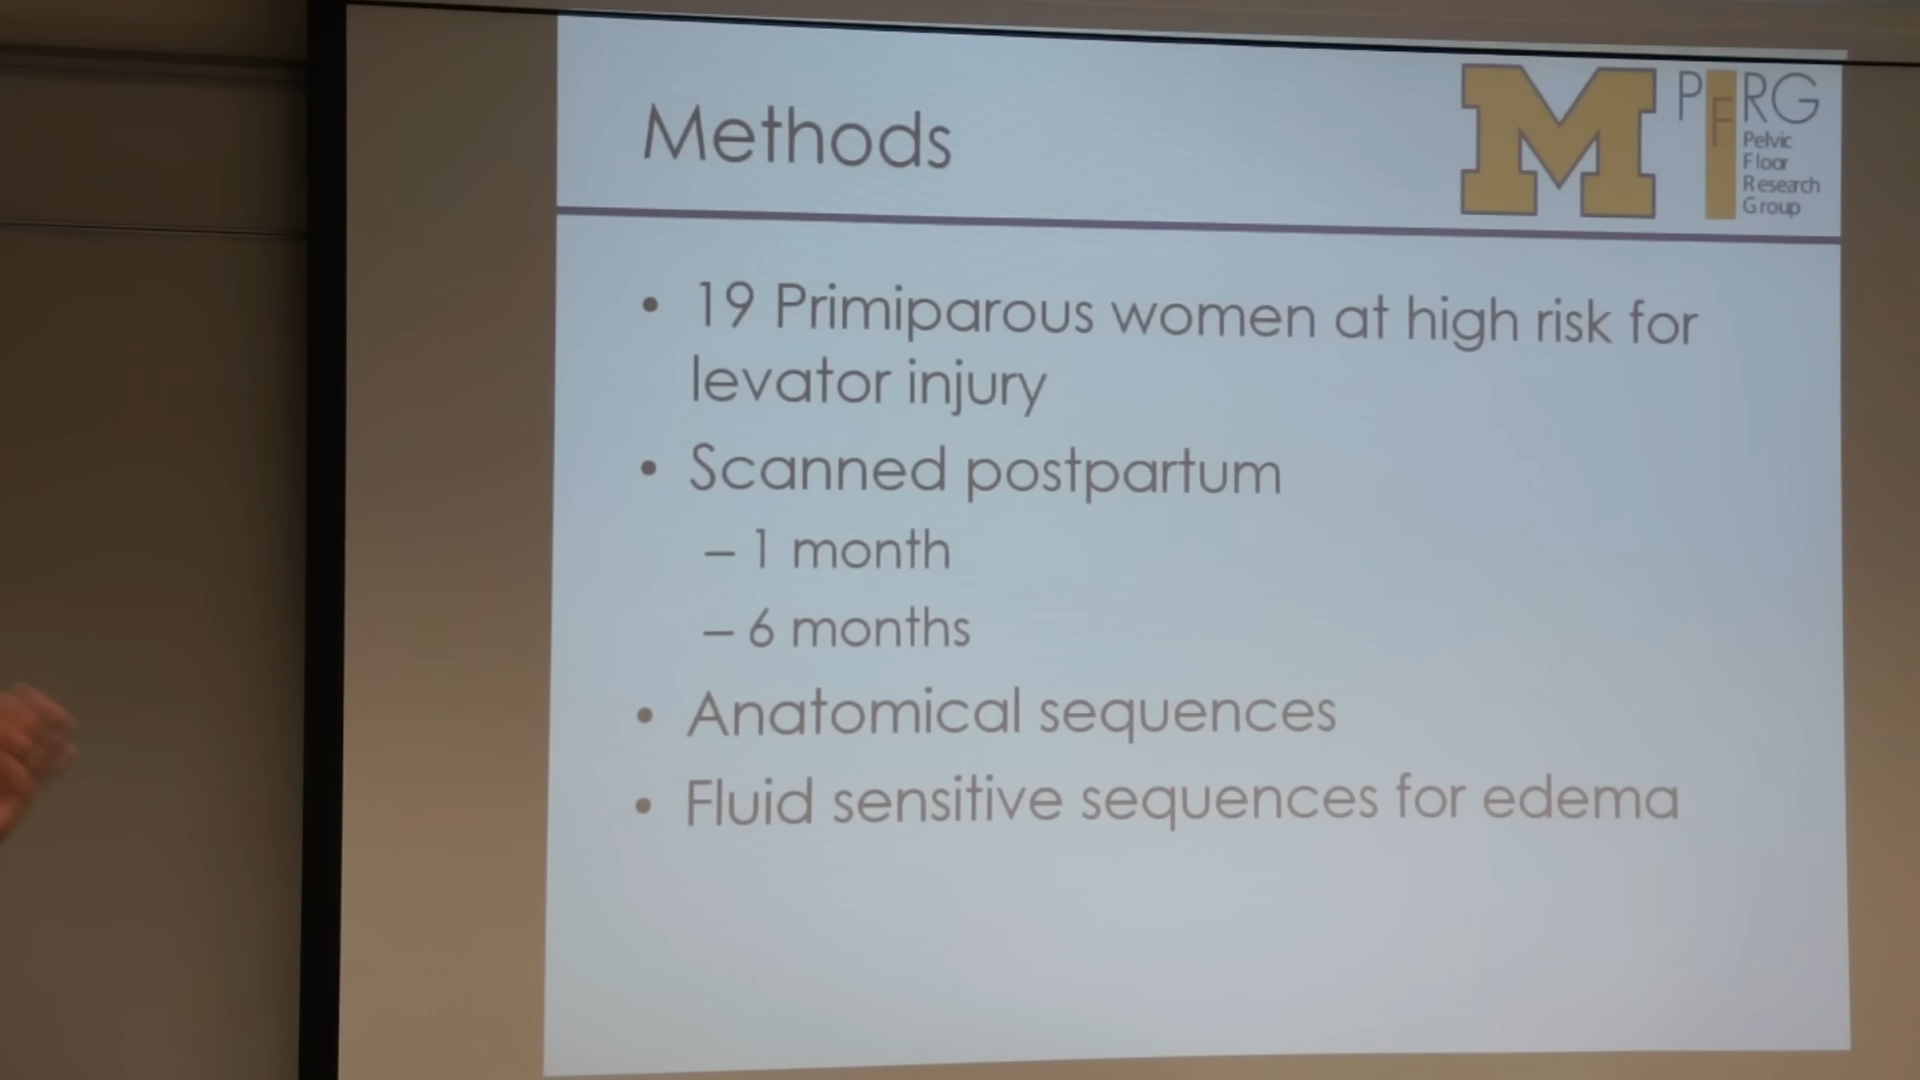 Methods
M
PFRG
Pelvic
Floor
Research
Group
• 19 Primiparous women at high risk for
levator injury
• Scanned postpartum
– 1 month
– 6 months
• Anatomical sequences
• Fluid sensitive sequences for edema